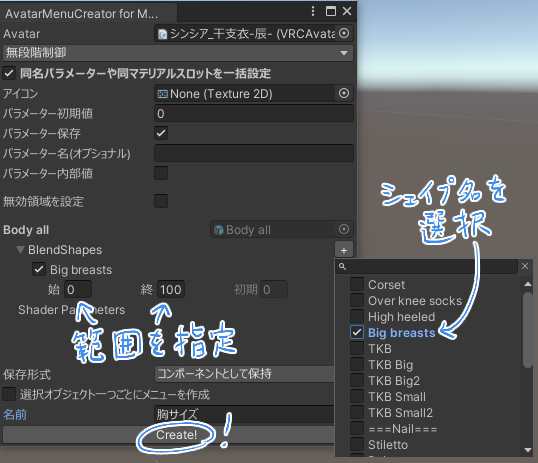 AvatarMenuCreator for M...
Avatar シンシア_干支衣-辰- (VRCAvata
無段階制御
同名パラメーターや同マテリアルスロットを一括設定
アイコン None (Texture 2D)
パラメーター初期値 0
パラメーター保存
パラメーター名(オプショナル)
パラメーター内部値
無効領域を設定
Body all Body all
BlendShapes +
Big breasts
始 0 終 100 初期 0
Shader Parameters
範囲を指定
保存形式 コンポーネントとして保持
選択オブジェクト一つごとにメニューを作成
名前 胸サイズ
Create! !
シェイプ名を
選択
Corset
Over knee socks
High heeled
Big breasts
TKB
TKB Big
TKB Big2
TKB Small
TKB Small2
===Nail===
Stiletto